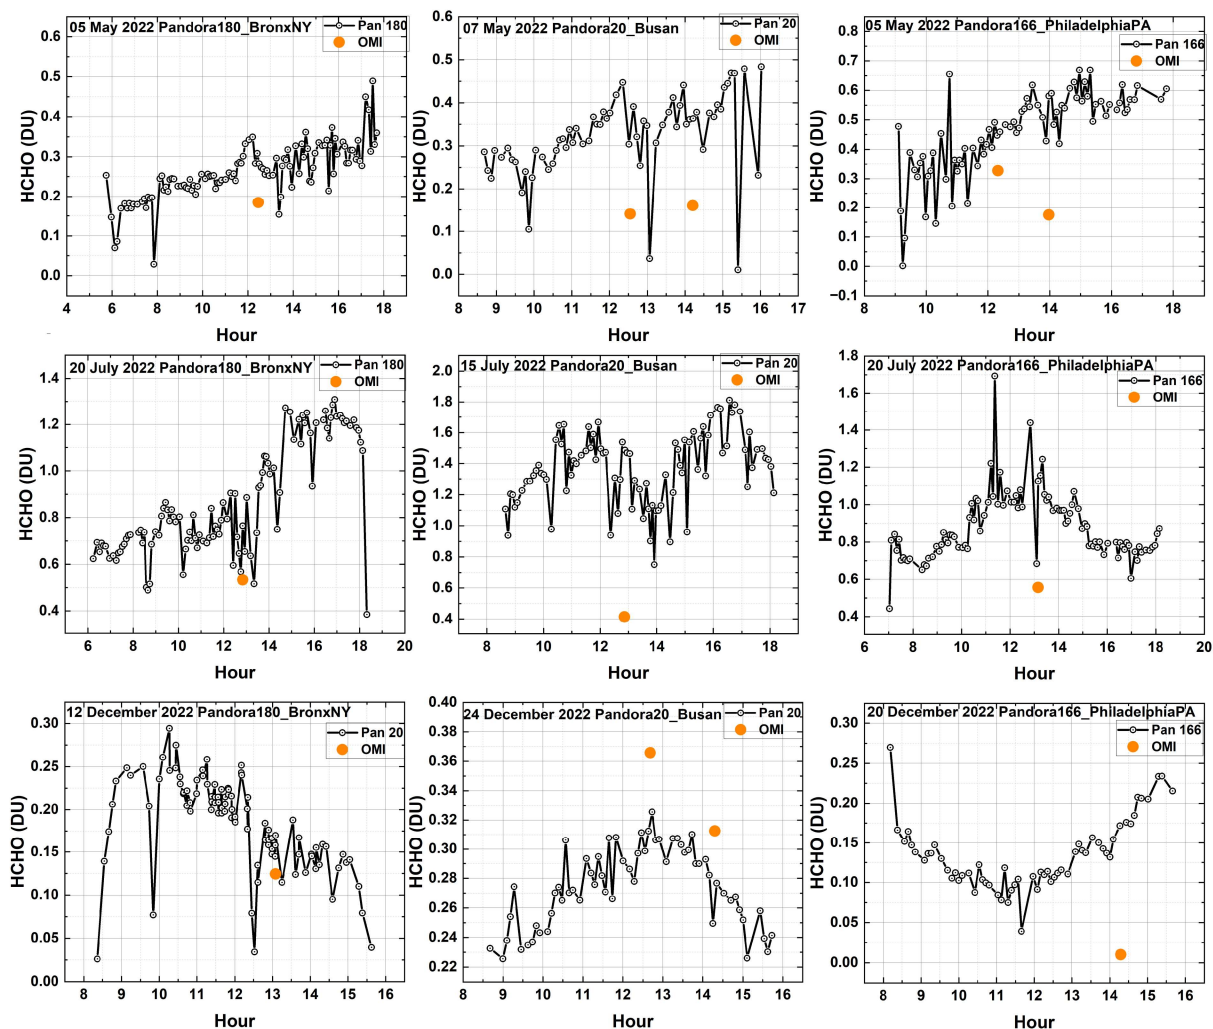 05 May 2022 Pandora180_BronxNY
Pan 180
OMI
HCHO (DU)
0.6
0.5
0.4
0.3
0.2
0.1
0.0
4 6 8 10 12 14 16 18
Hour
07 May 2022 Pandora20_Busan
Pan 20
OMI
HCHO (DU)
0.6
0.5
0.4
0.3
0.2
0.1
0.0
8 9 10 11 12 13 14 15 16 17
Hour
05 May 2022 Pandora166_PhiladelphiaPA
Pan 166
OMI
HCHO (DU)
0.8
0.7
0.6
0.5
0.4
0.3
0.2
0.1
0.0
−0.1
8 10 12 14 16 18
Hour
20 July 2022 Pandora180_BronxNY
Pan 180
OMI
HCHO (DU)
1.4
1.2
1.0
0.8
0.6
0.4
6 8 10 12 14 16 18 20
Hour
15 July 2022 Pandora20_Busan
Pan 20
OMI
HCHO (DU)
2.0
1.8
1.6
1.4
1.2
1.0
0.8
0.6
0.4
8 10 12 14 16 18
Hour
20 July 2022 Pandora166_PhiladelphiaPA
Pan 166
OMI
HCHO (DU)
1.8
1.6
1.4
1.2
1.0
0.8
0.6
0.4
6 8 10 12 14 16 18 20
Hour
12 December 2022 Pandora180_BronxNY
Pan 20
OMI
HCHO (DU)
0.30
0.25
0.20
0.15
0.10
0.05
0.00
8 9 10 11 12 13 14 15 16
Hour
24 December 2022 Pandora20_Busan
Pan 20
OMI
HCHO (DU)
0.40
0.38
0.36
0.34
0.32
0.30
0.28
0.26
0.24
0.22
8 9 10 11 12 13 14 15 16
Hour
20 December 2022 Pandora166_PhiladelphiaPA
Pan 166
OMI
HCHO (DU)
0.30
0.25
0.20
0.15
0.10
0.05
0.00
8 9 10 11 12 13 14 15 16
Hour